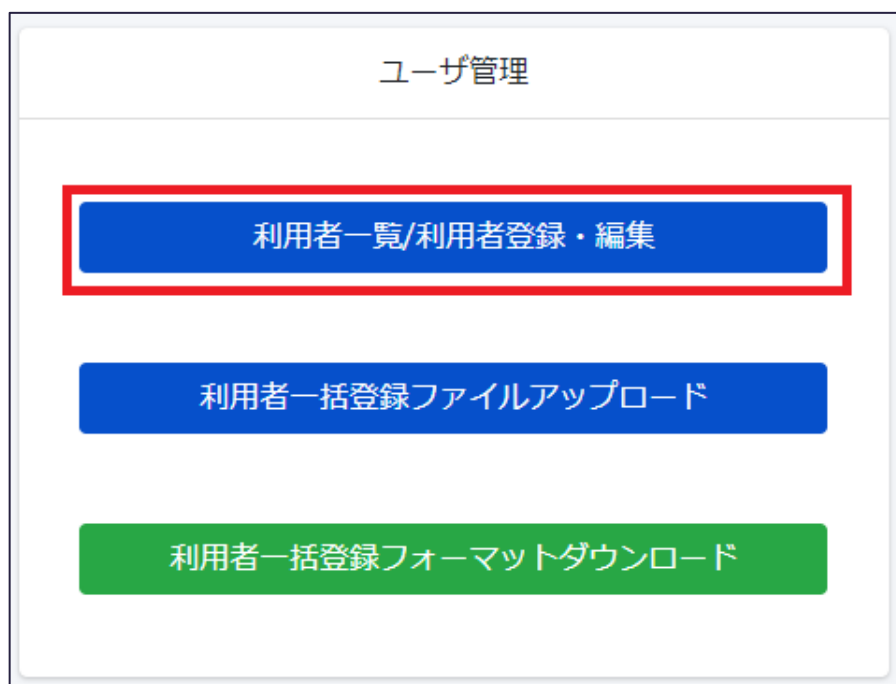 ユーザ管理
利用者一覧/利用者登録・編集
利用者一括登録ファイルアップロード
利用者一括登録フォーマットダウンロード